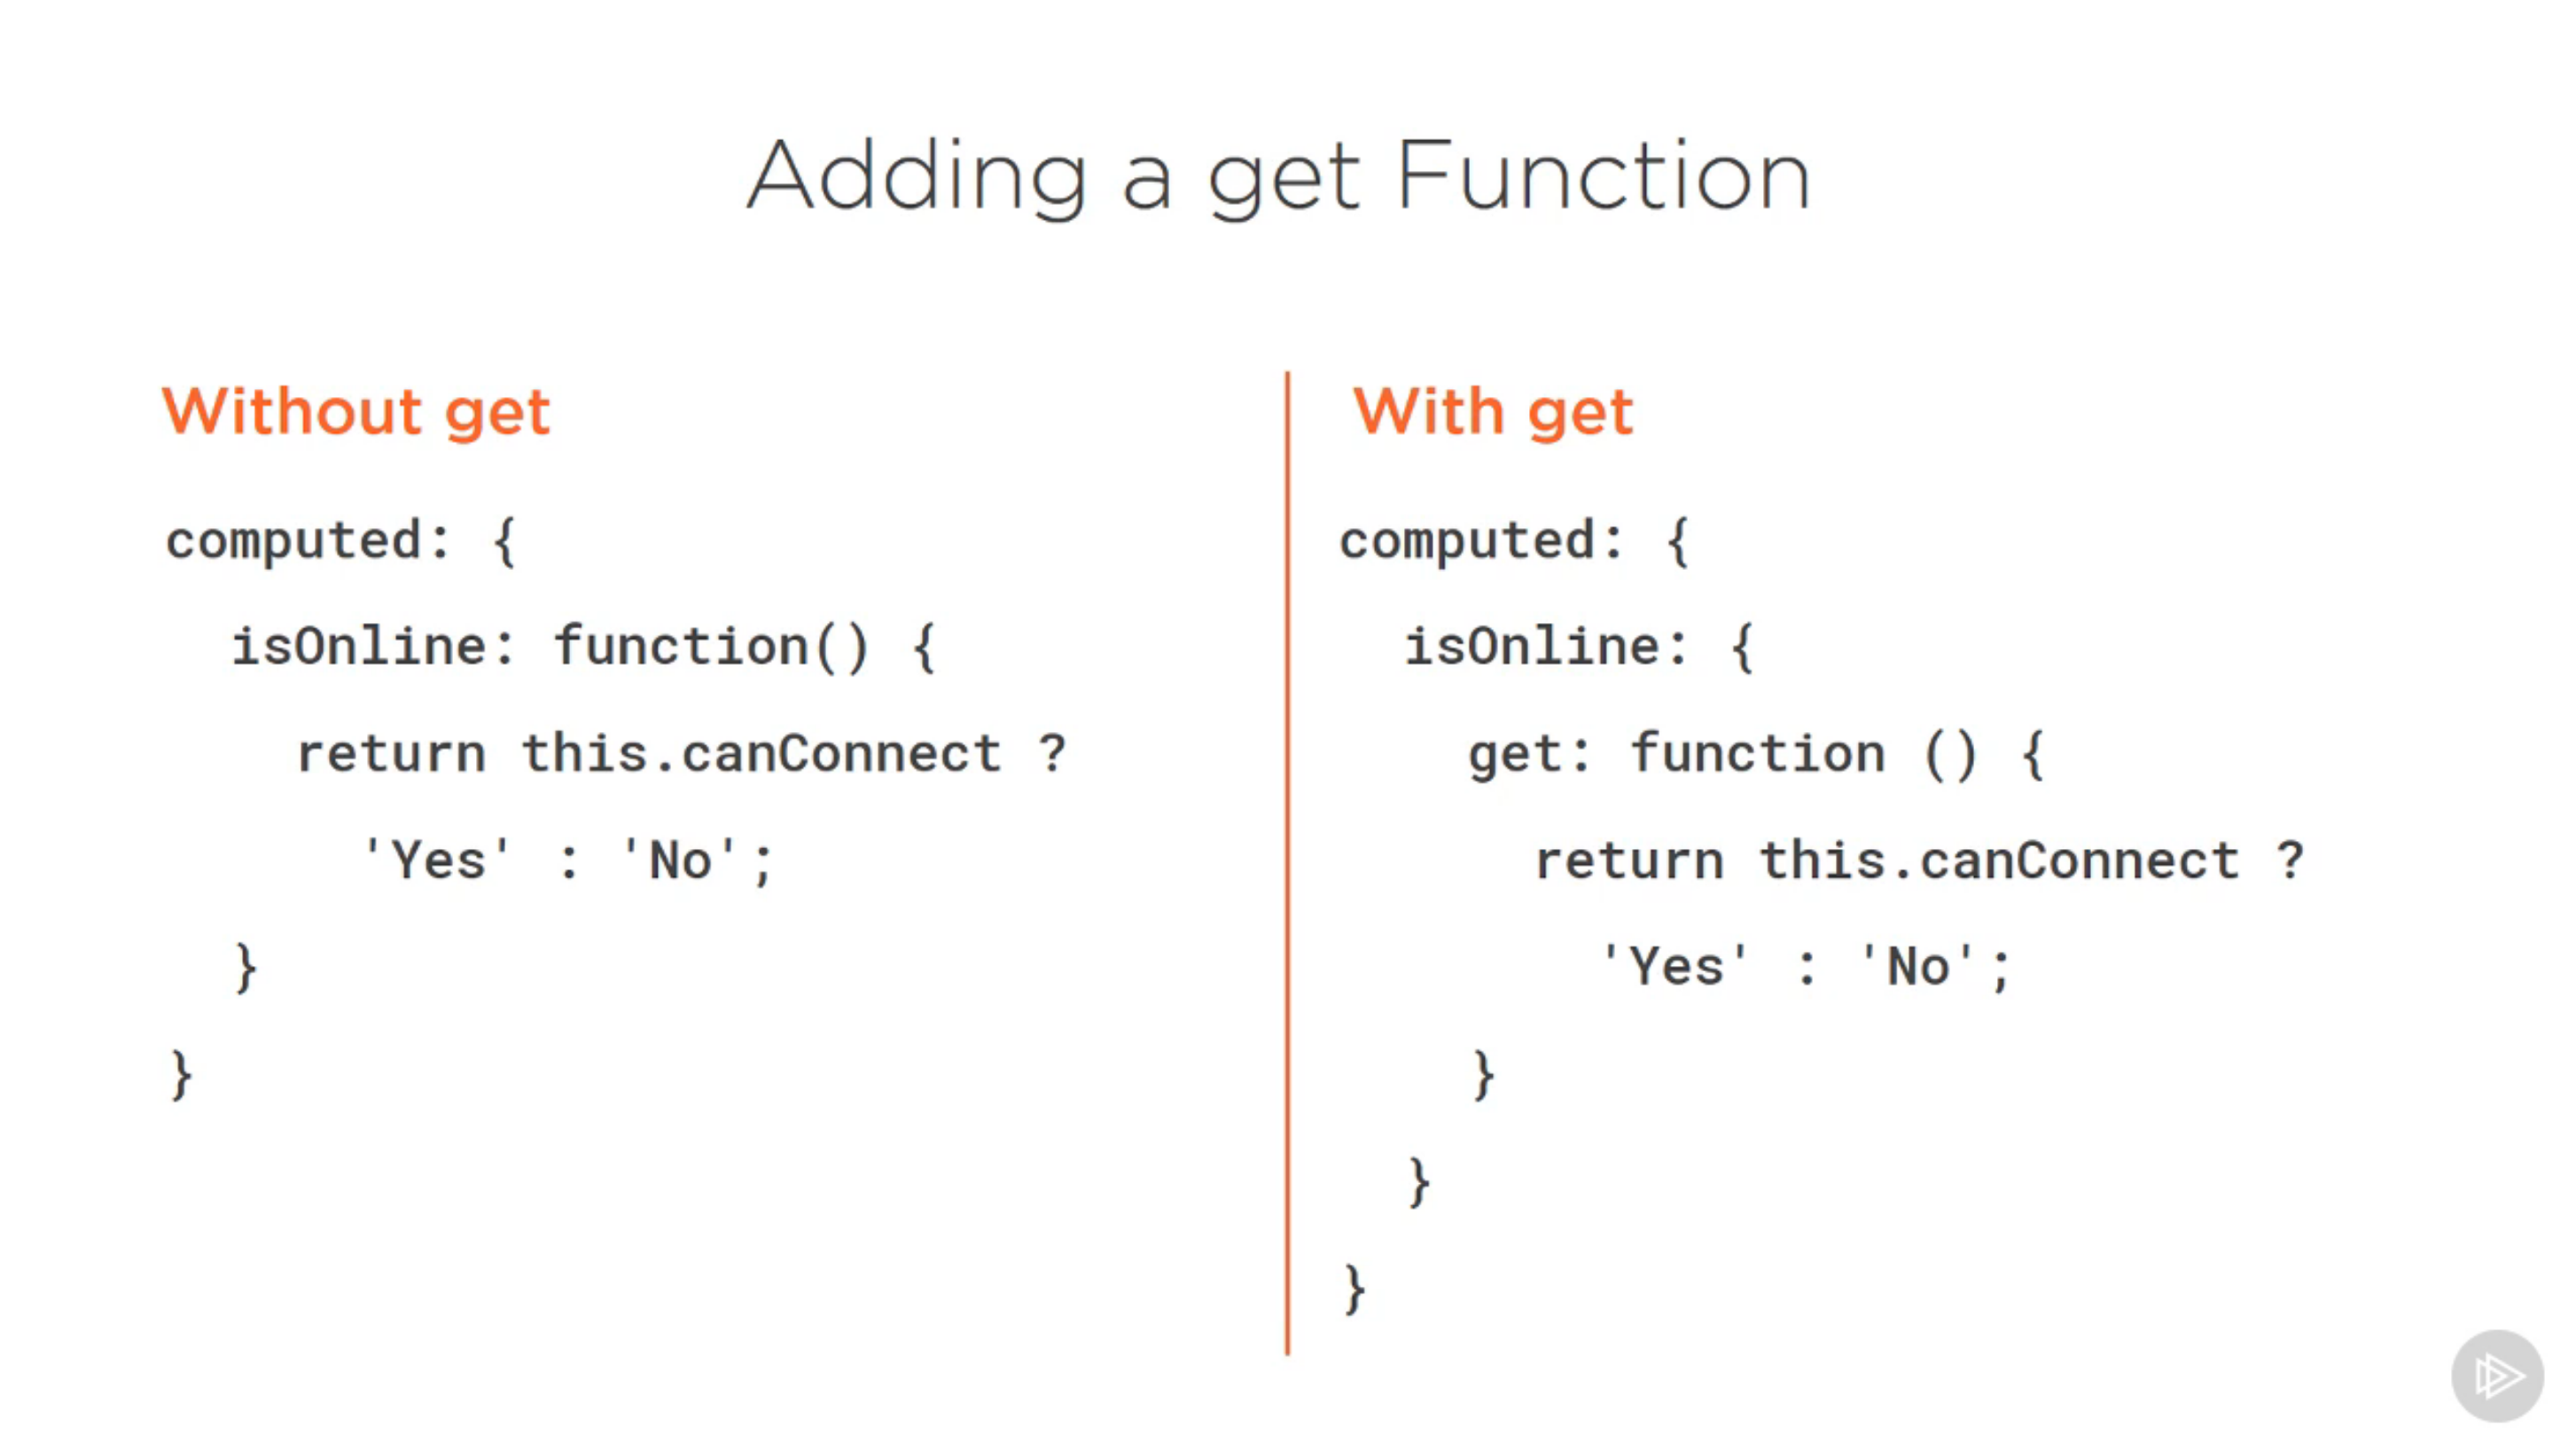 Adding a get Function
Without get
computed: {
isOnline: function() {
return this.canConnect ?
'Yes' : 'No';
}
}
With get
computed: {
isOnline: {
get: function () {
return this.canConnect ?
'Yes' : 'No';
}
}
}